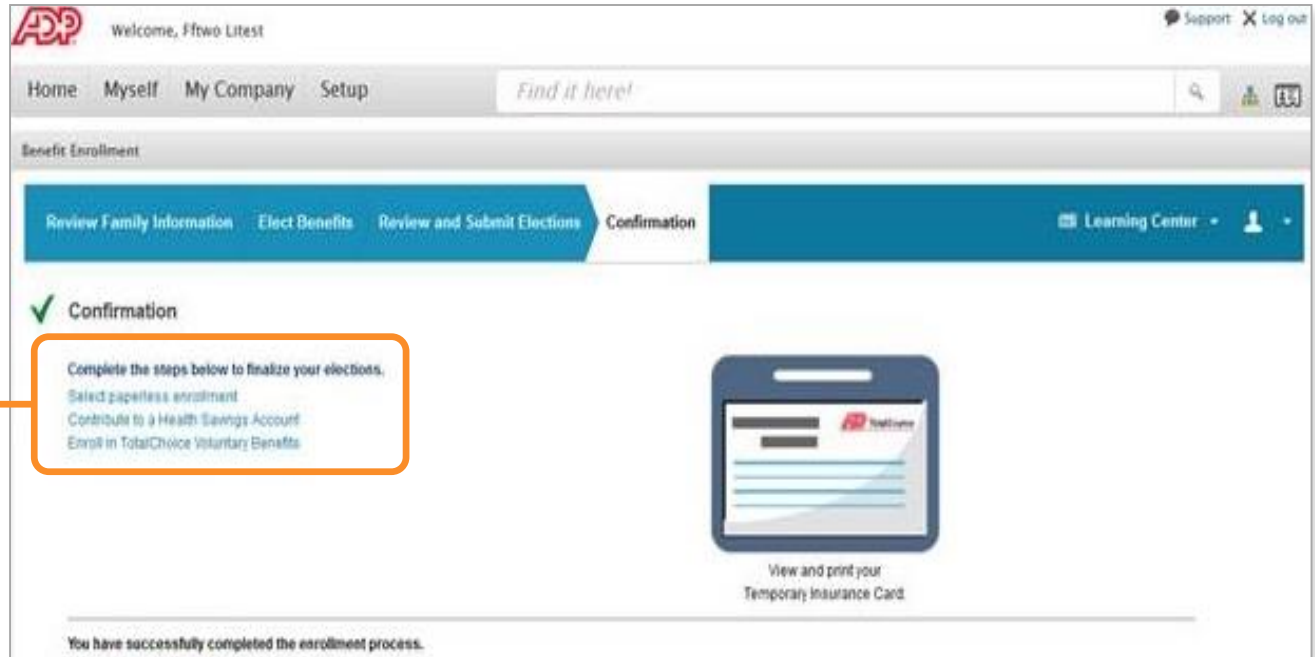 ADP Welcome, Fftwo Litest Support Log out
Home Myself My Company Setup Find it here!
Benefit Enrollment
Review Family Information Elect Benefits Review and Submit Elections Confirmation Learning Center
Confirmation
Complete the steps below to finalize your elections.
Select paperless enrollment
Contribute to a Health Savings Account
Enroll in TotalChoice Voluntary Benefits
ADP TotalSource
View and print your
Temporary Insurance Card
You have successfully completed the enrollment process.